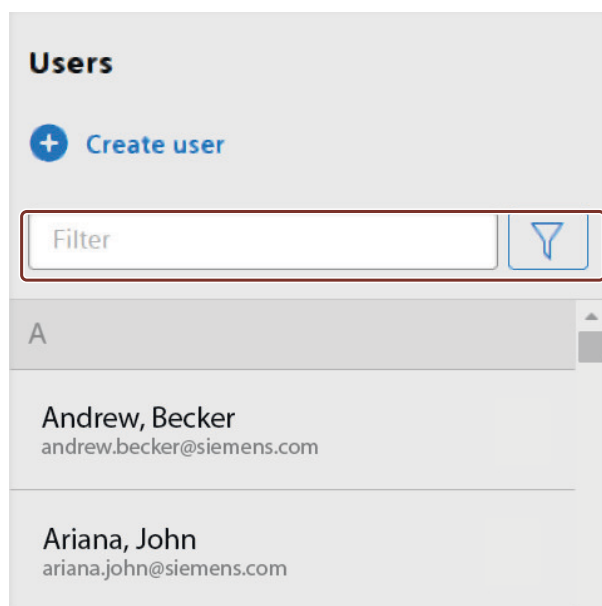 Users
Create user
Filter
A
Andrew, Becker
andrew.becker@siemens.com
Ariana, John
ariana.john@siemens.com